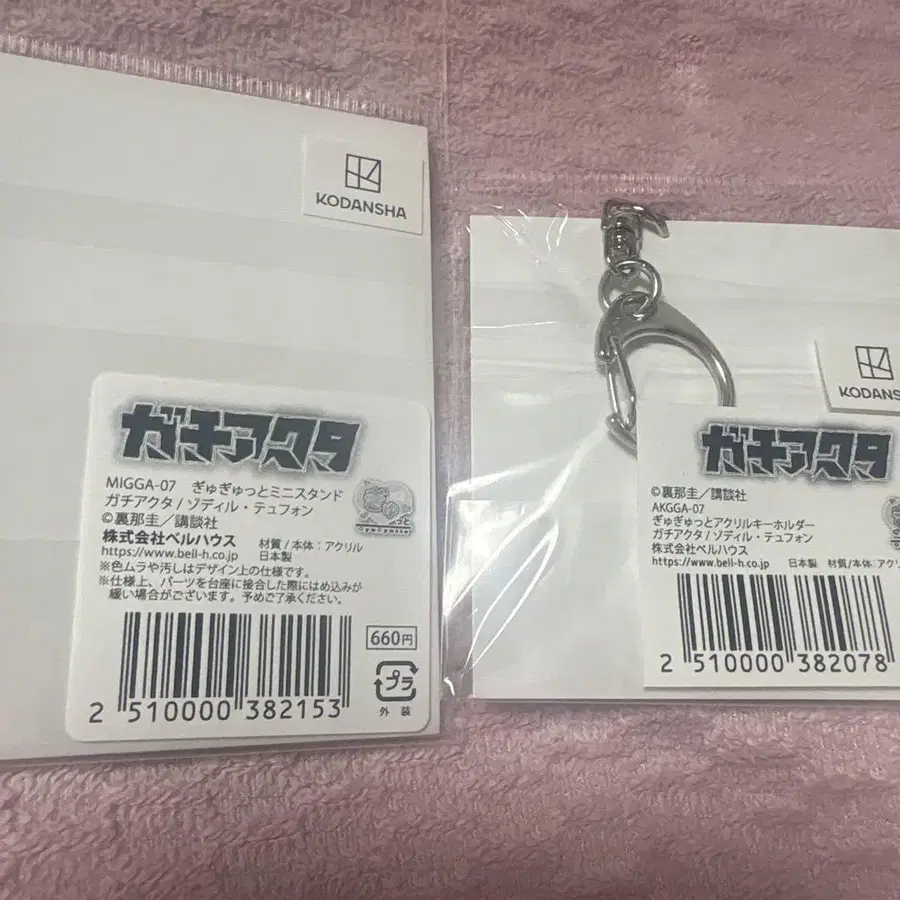 KODANSHA
ガチアクタ
MIGGA-07　ぎゅぎゅっとミニスタンド
ガチアクタ / ゾディル・テュフォン
©裏那圭／講談社
株式会社ベルハウス　材質 / 本体：アクリル
https://www.bell-h.co.jp　日本製
※色ムラや汚しはデザイン上の仕様です。
※仕様上、パーツを台座に接合した際にはめ込みが
緩い場合がございます。予めご了承ください。
660円
プラ
外 装
2 510000 382153
KODANSH
ガチアクタ
©裏那圭／講談社
AKGGA-07
ぎゅぎゅっとアクリルキーホルダー
ガチアクタ / ゾディル・テュフォン
株式会社ベルハウス
https://www.bell-h.co.jp　日本製　材質/本体：アクリ
2 510000 382078